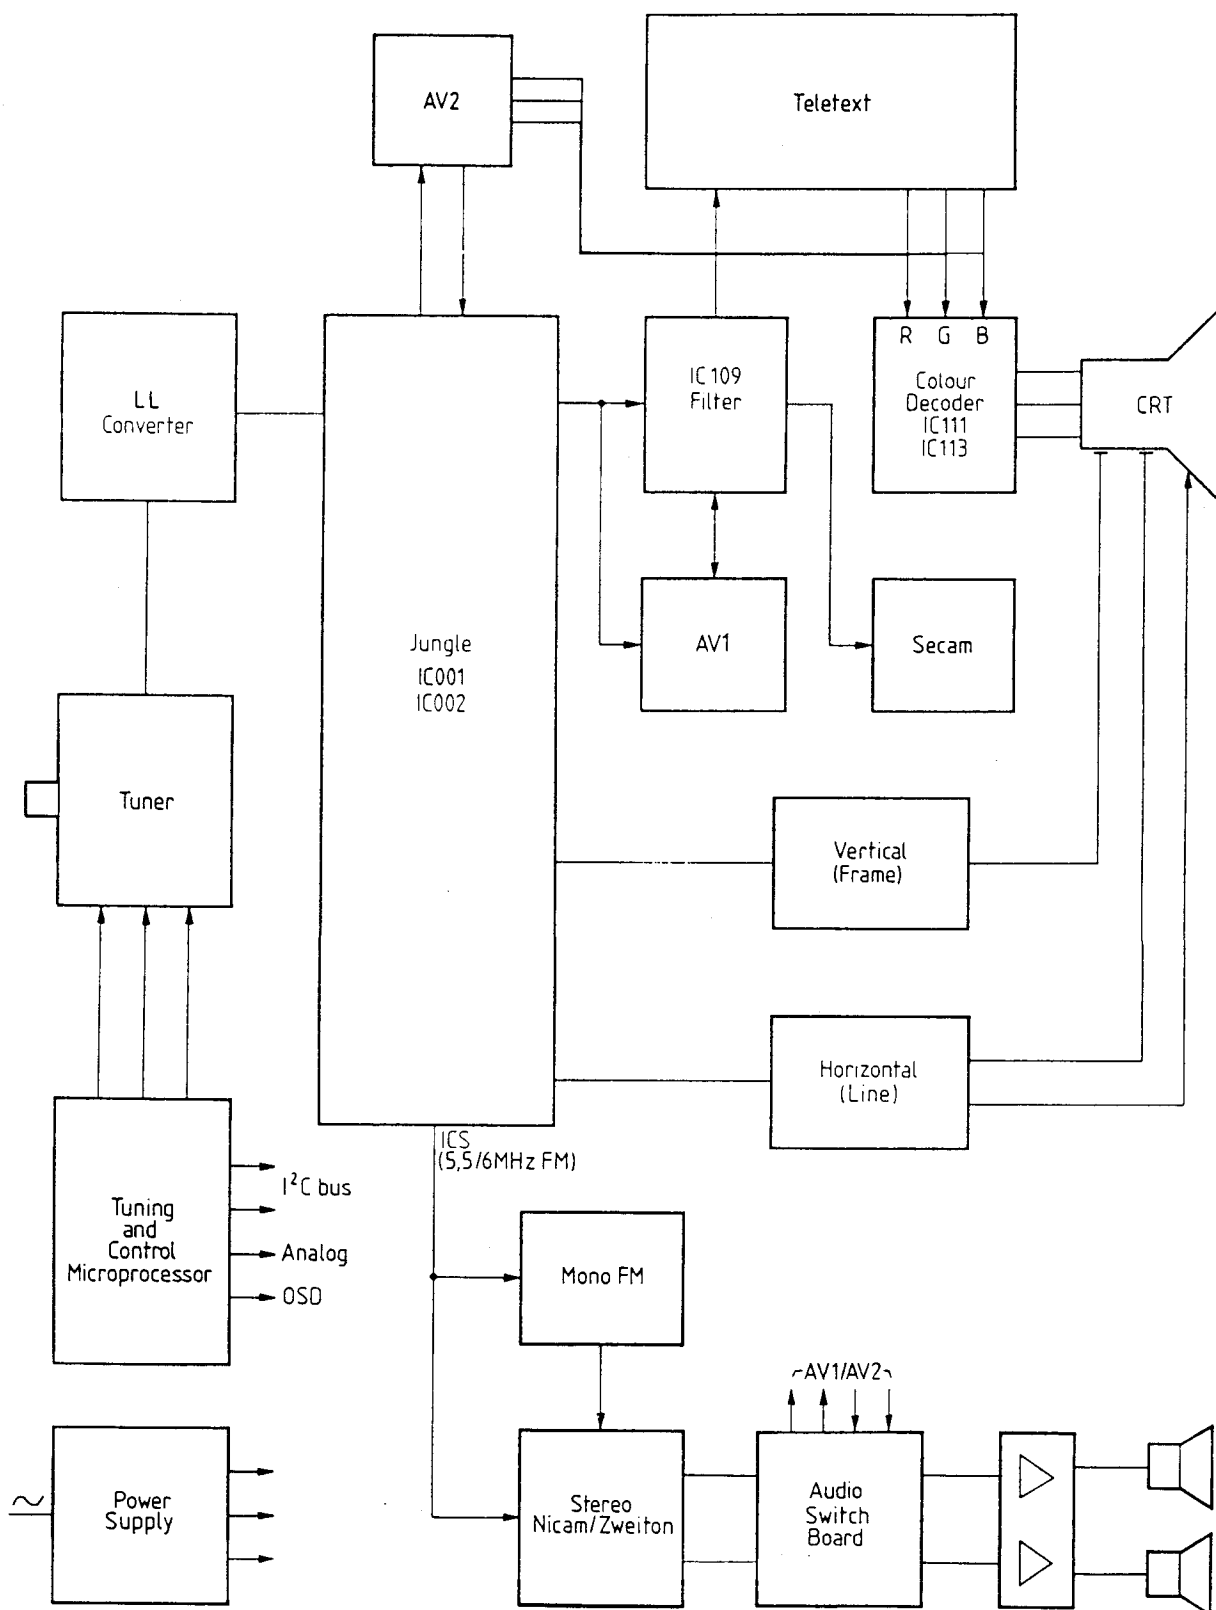 AV2
Teletext
LL
Converter
Jungle
IC001
IC002
IC109
Filter
R G B
Colour
Decoder
IC111
IC113
CRT
AV1
Secam
Tuner
Vertical
(Frame)
Horizontal
(Line)
ICS
(5,5/6MHz FM)
Tuning
and
Control
Microprocessor
I²C bus
Analog
OSD
Mono FM
AV1/AV2
Power
Supply
Stereo
Nicam/Zweiton
Audio
Switch
Board